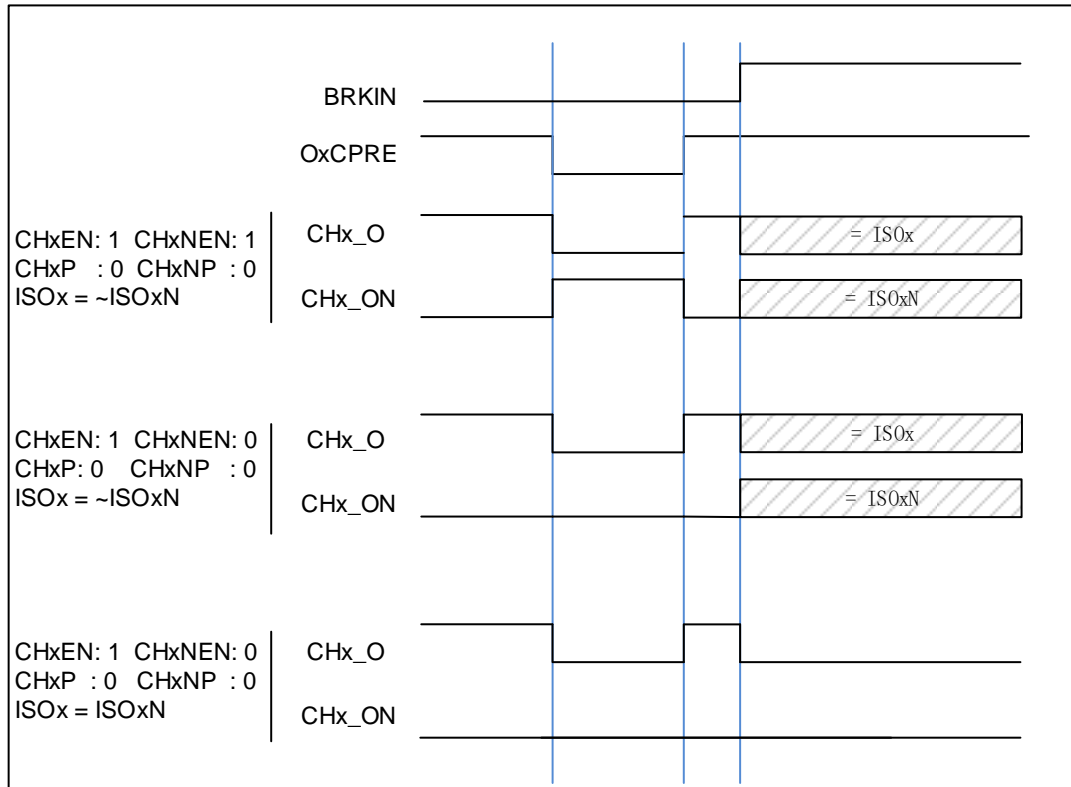 BRKIN
OxCPRE
CHxEN: 1 CHxNEN: 1
CHxP : 0 CHxNP : 0
ISOx = ~ISOxN
CHx_O
= ISOx
CHx_ON
= ISOxN
CHxEN: 1 CHxNEN: 0
CHxP: 0 CHxNP : 0
ISOx = ~ISOxN
CHx_O
= ISOx
CHx_ON
= ISOxN
CHxEN: 1 CHxNEN: 0
CHxP : 0 CHxNP : 0
ISOx = ISOxN
CHx_O
CHx_ON